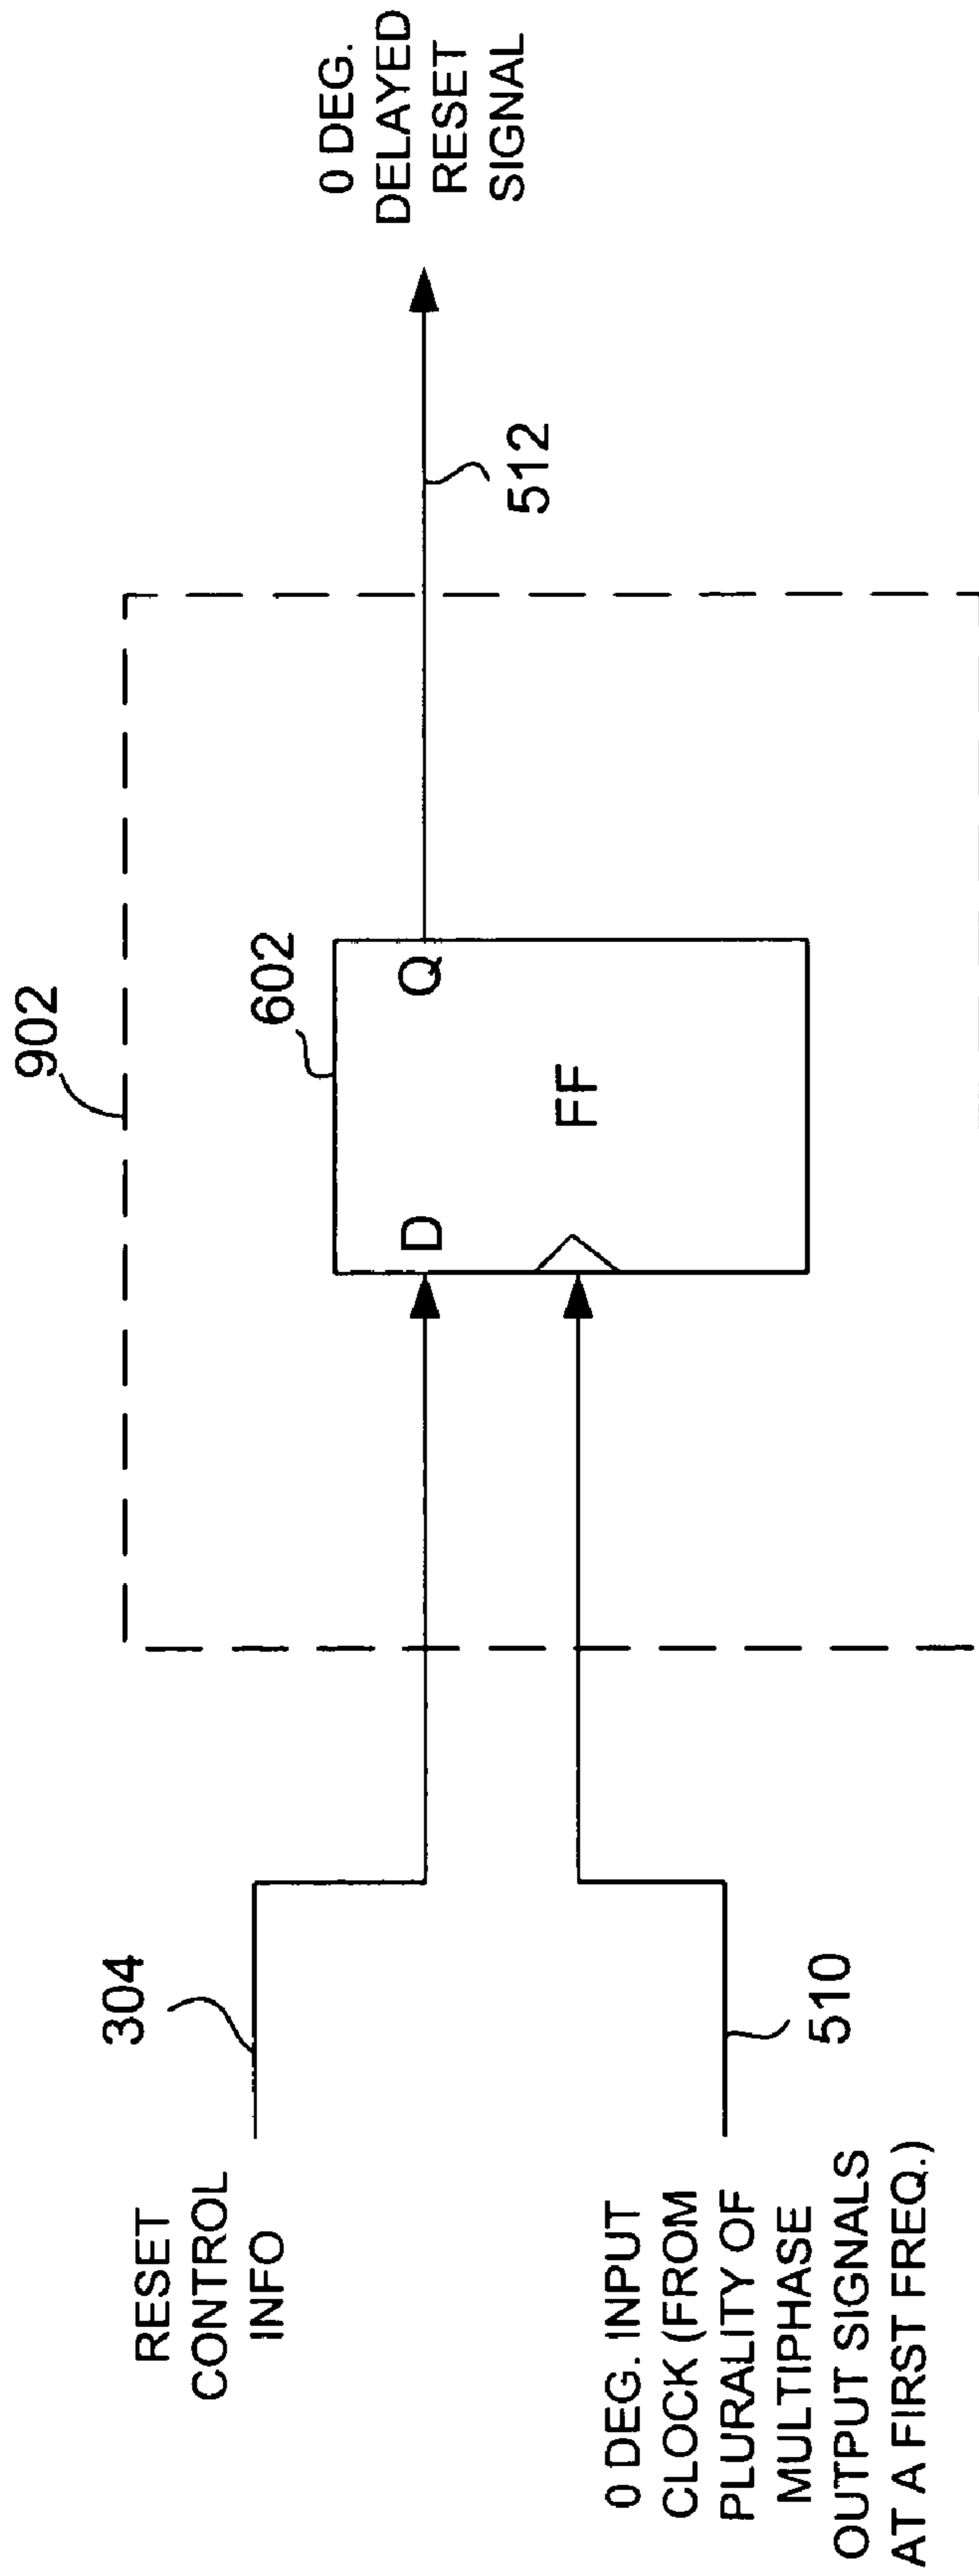 902
602
304
RESET
CONTROL
INFO
D
Q
FF
0 DEG.
DELAYED
RESET
SIGNAL
512
0 DEG. INPUT
CLOCK (FROM
PLURALITY OF
MULTIPHASE
OUTPUT SIGNALS
AT A FIRST FREQ.)
510